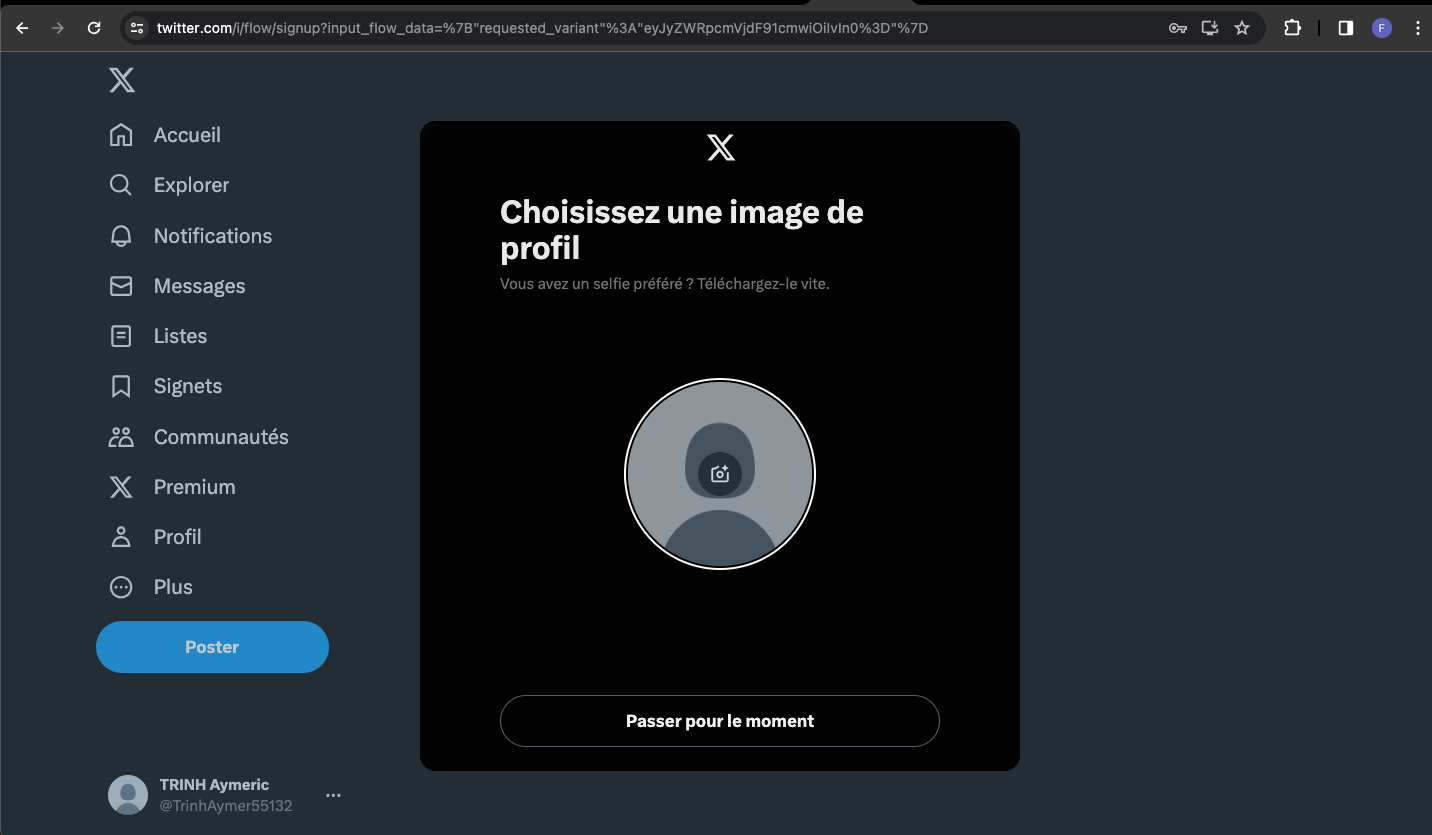 twitter.com/i/flow/signup?input_flow_data=%7B"requested_variant"%3A"eyJyZWRpcmVjdF91cmwiOiIvIn0%3D"%7D
F
Accueil
Explorer
Notifications
Messages
Listes
Signets
Communautés
Premium
Profil
Plus
Poster
TRINH Aymeric
@TrinhAymer55132
Choisissez une image de
profil
Vous avez un selfie préféré ? Téléchargez-le vite.
Passer pour le moment